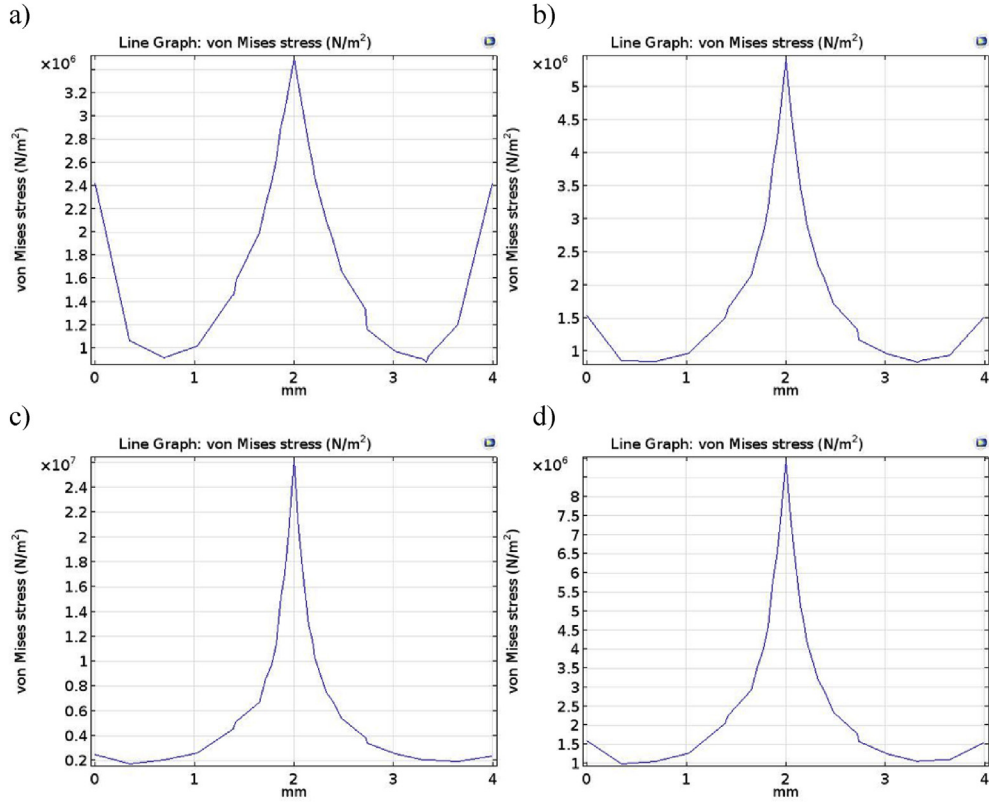 a)
Line Graph: von Mises stress (N/m²)
×10⁶
von Mises stress (N/m²)
3.2
3
2.8
2.6
2.4
2.2
2
1.8
1.6
1.4
1.2
1
0 1 2 3 4
mm
b)
Line Graph: von Mises stress (N/m²)
×10⁶
von Mises stress (N/m²)
5
4.5
4
3.5
3
2.5
2
1.5
1
0 1 2 3 4
mm
c)
Line Graph: von Mises stress (N/m²)
×10⁷
von Mises stress (N/m²)
2.4
2.2
2
1.8
1.6
1.4
1.2
1
0.8
0.6
0.4
0.2
0 1 2 3 4
mm
d)
Line Graph: von Mises stress (N/m²)
×10⁶
von Mises stress (N/m²)
8
7.5
7
6.5
6
5.5
5
4.5
4
3.5
3
2.5
2
1.5
1
0 1 2 3 4
mm